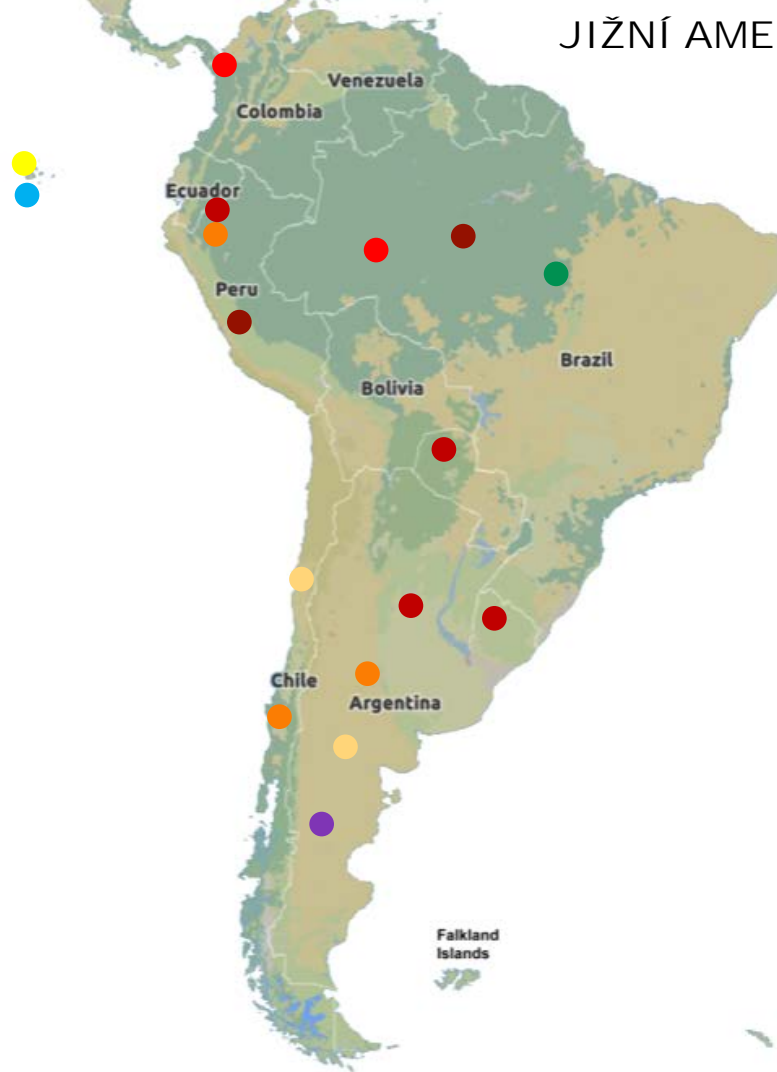 JIŽNÍ AME
Venezuela
Colombia
Ecuador
Peru
Brazil
Bolivia
Chile
Argentina
Falkland
Islands